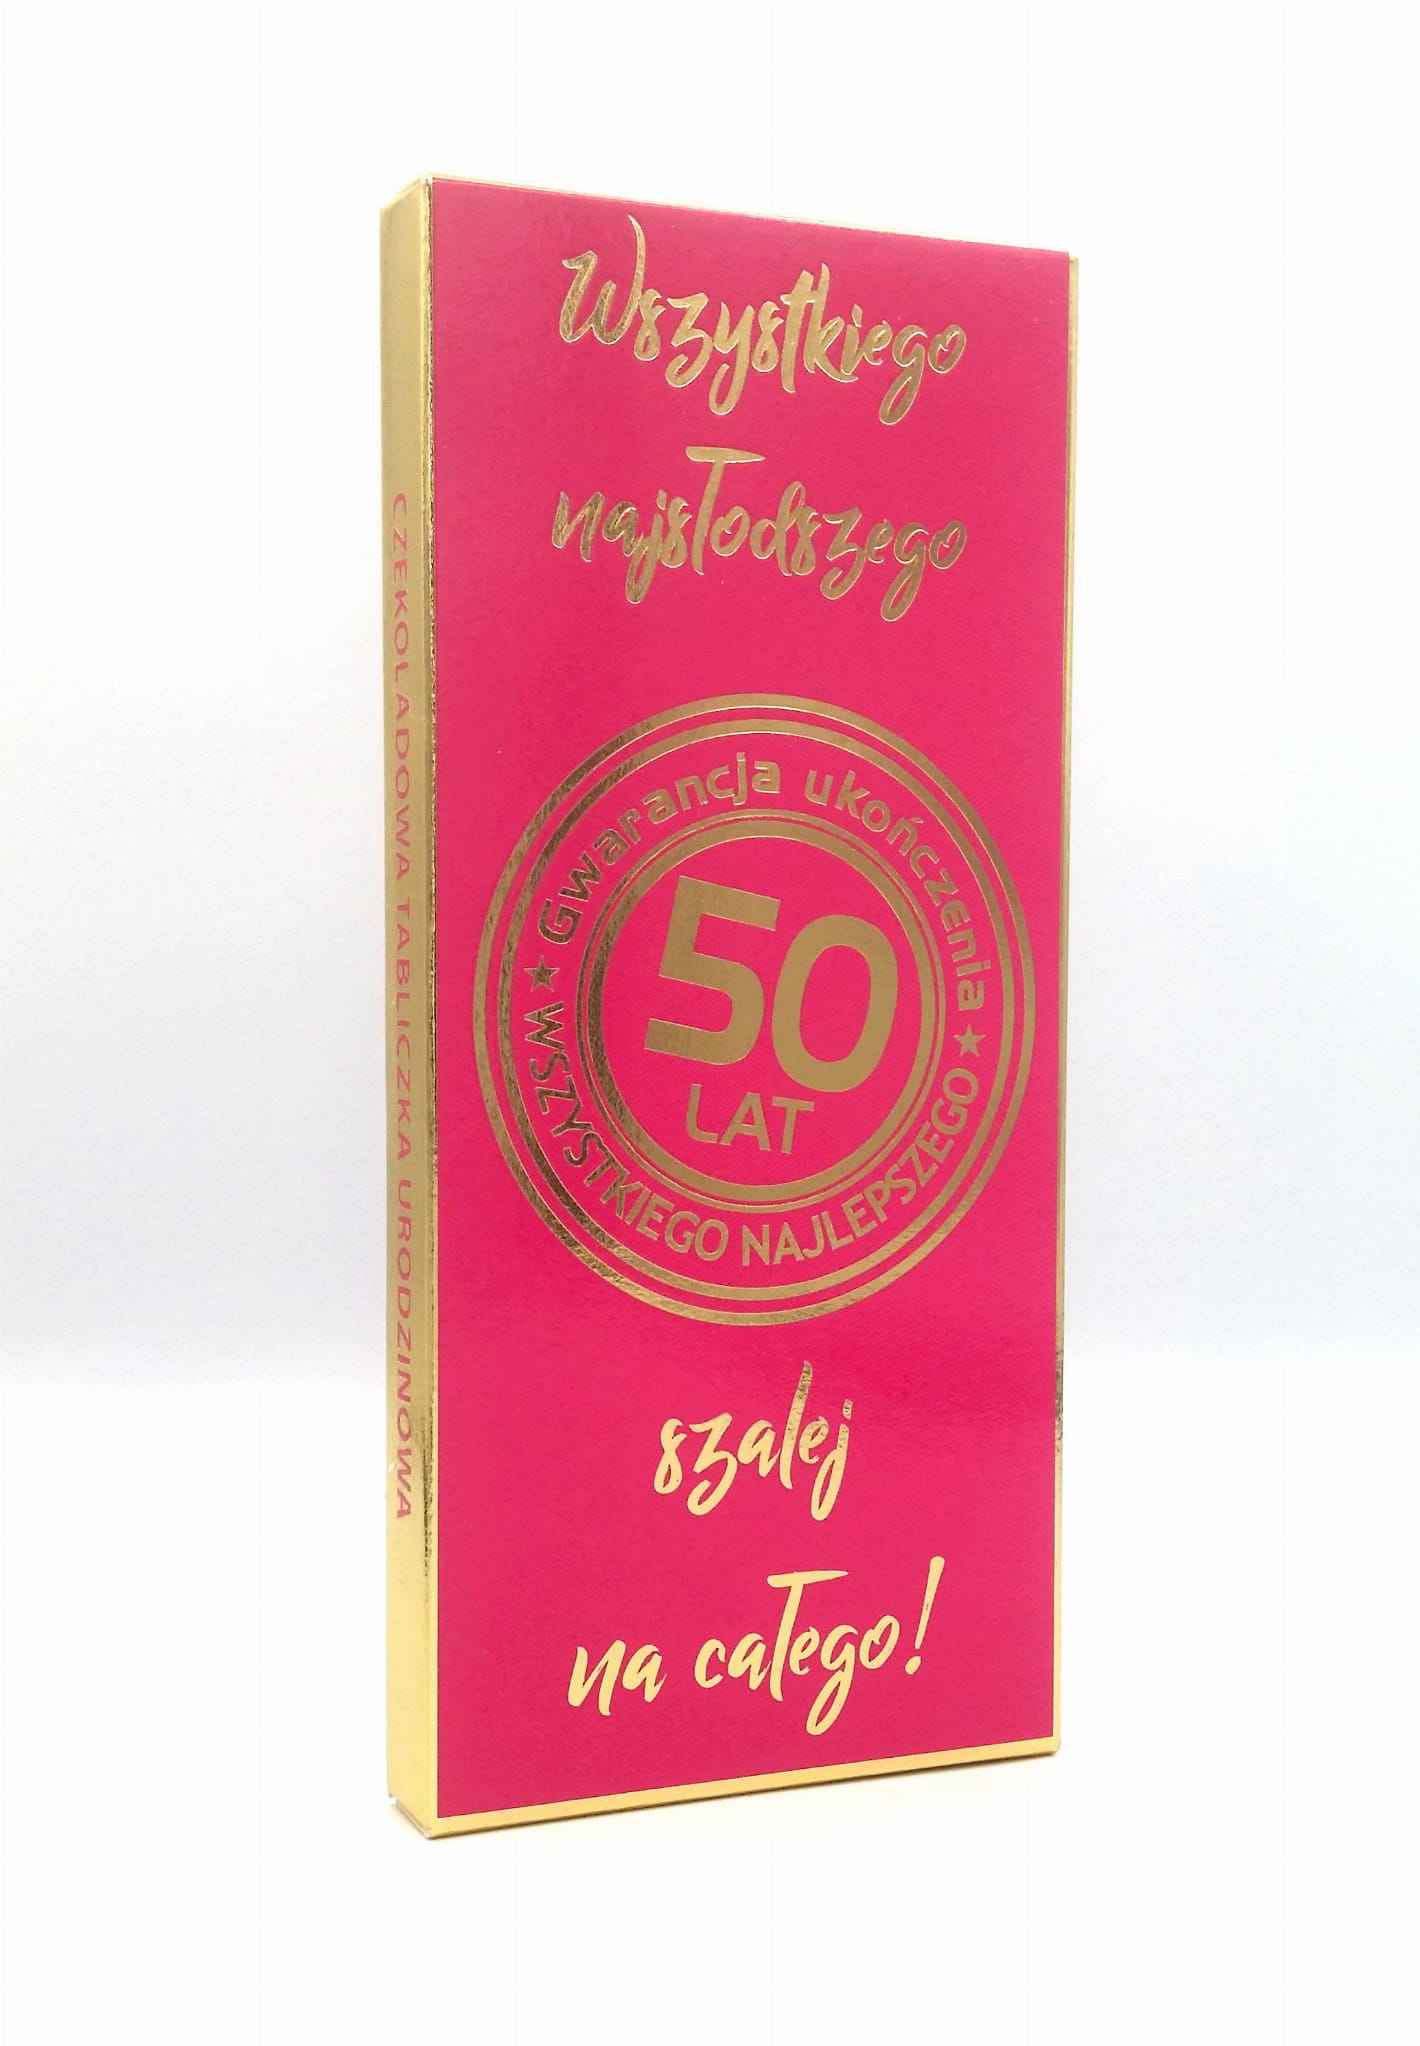 Wszystkiego
najsłodszego
Gwarancja ukończenia
50
LAT
★ WSZYSTKIEGO NAJLEPSZEGO ★
szalej
na całego!
CZEKOLADOWA TABLICZKA URODZINOWA